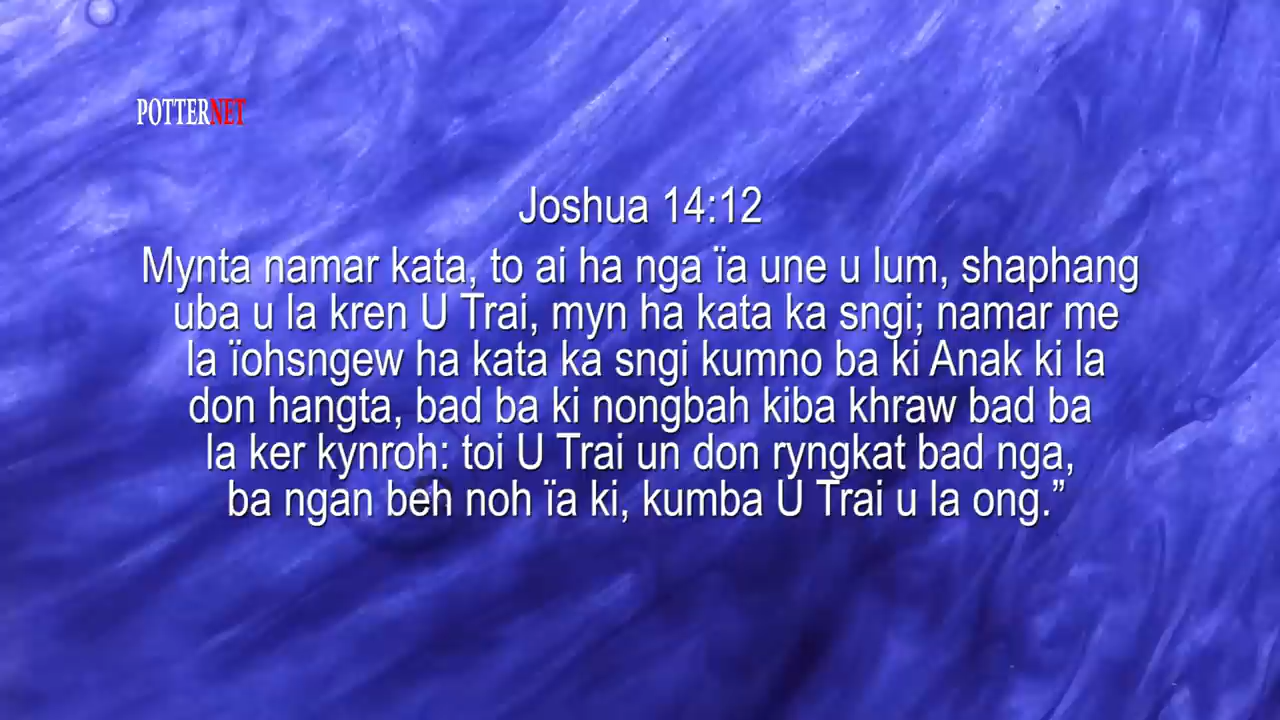 POTTERNET
Joshua 14:12
Mynta namar kata, to ai ha nga ïa une u lum, shaphang
uba u la kren U Trai, myn ha kata ka sngi; namar me
la ïohsngew ha kata ka sngi kumno ba ki Anak ki la
don hangta, bad ba ki nongbah kiba khraw bad ba
la ker kynroh: toi U Trai un don ryngkat bad nga,
ba ngan beh noh ïa ki, kumba U Trai u la ong.”